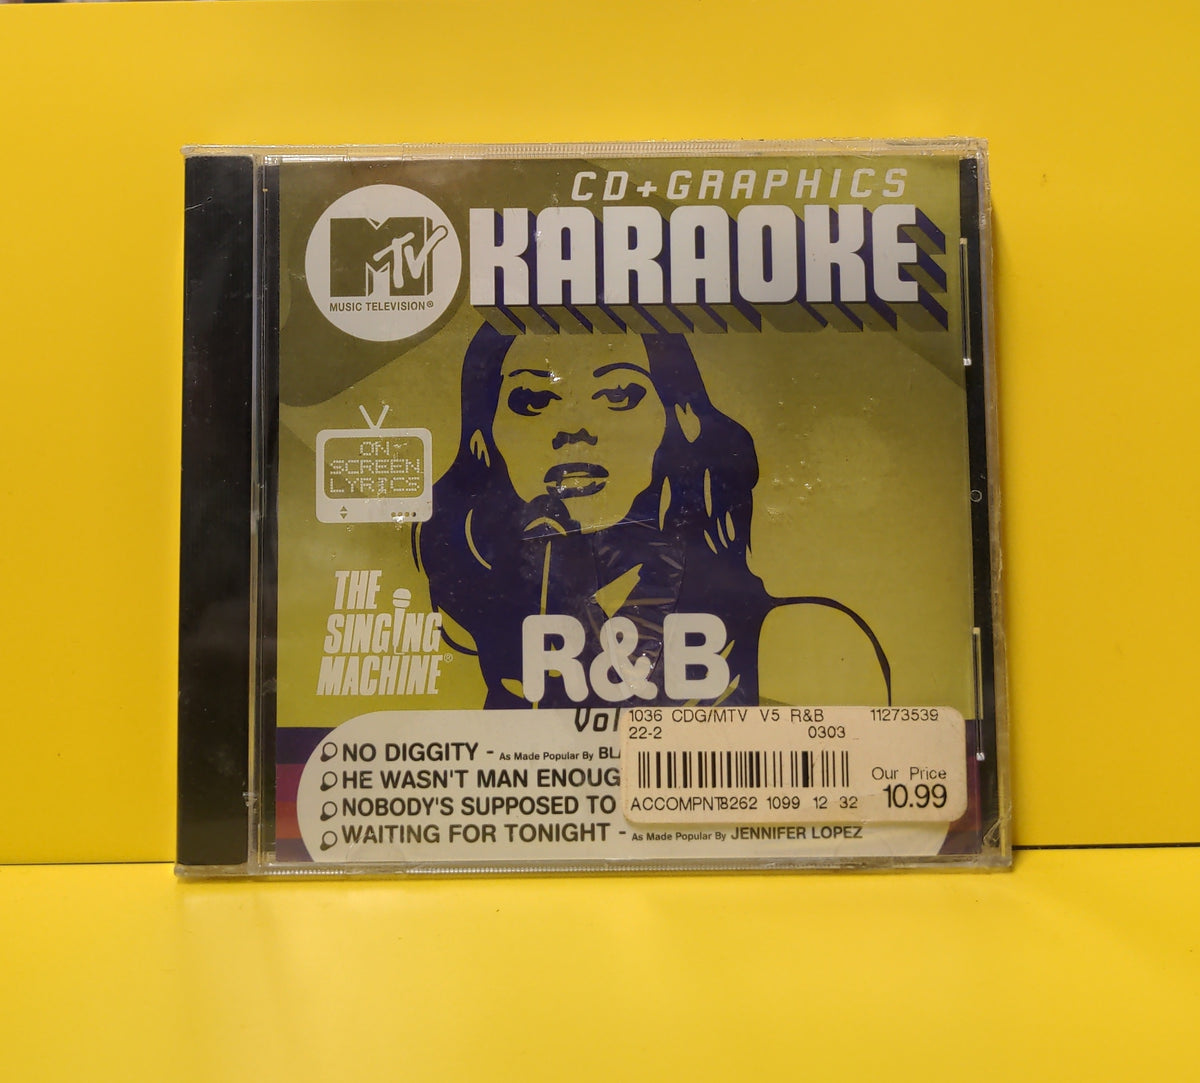 CD+GRAPHICS
KARAOKE
MTV
MUSIC TELEVISION®
ON
SCREEN
LYRICS
THE
SINGING
MACHINE®
R&B
Vol
1036 CDG/MTV V5 R&B 11273539
22-2 0303
Our Price
ACCOMPNT8262 1099 12 32 10.99
NO DIGGITY - As Made Popular By
HE WASN'T MAN
NOBODY'S SUPPOSED TO
WAITING FOR TONIGHT - As Made Popular By JENNIFER LOPEZ